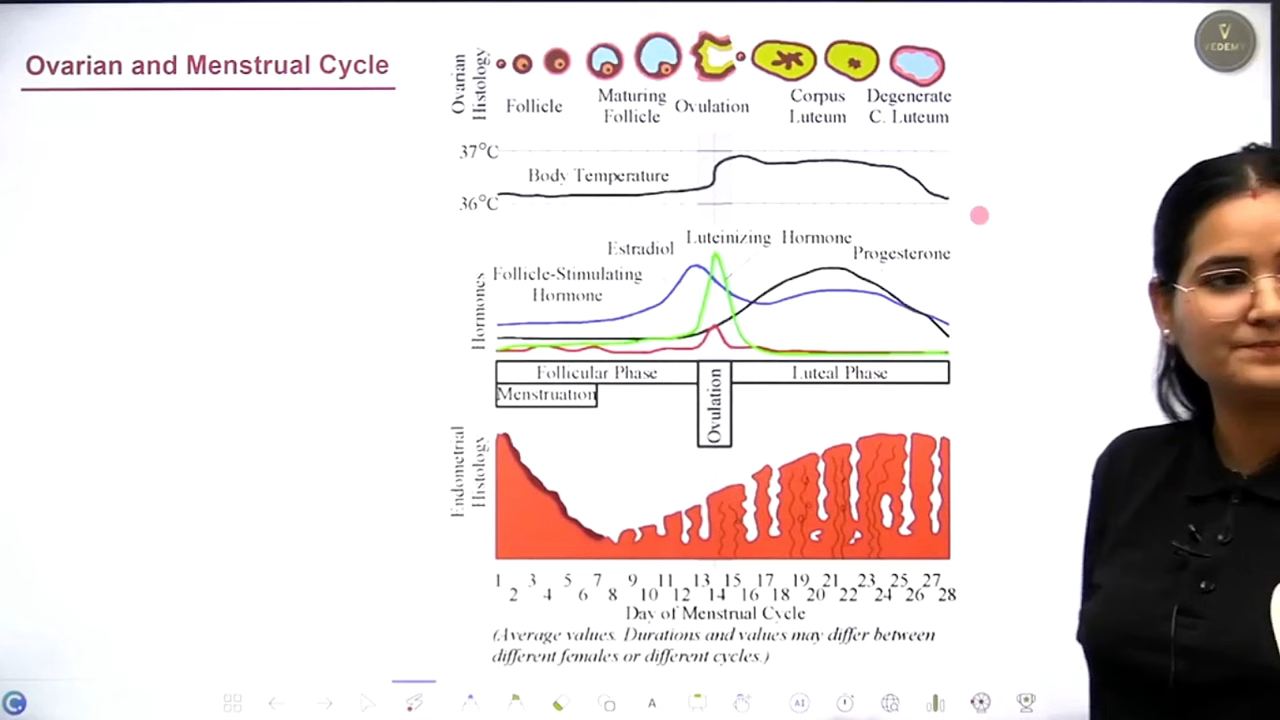 Ovarian and Menstrual Cycle
VEDEMY
Ovarian
Histology
Follicle
Maturing
Follicle
Ovulation
Corpus
Luteum
Degenerate
C. Luteum
37°C
Body Temperature
36°C
Hormones
Luteinizing Hormone
Estradiol
Progesterone
Follicle-Stimulating
Hormone
Follicular Phase
Ovulation
Luteal Phase
Menstruation
Endometrial
Histology
1 3 5 7 9 11 13 15 17 19 21 23 25 27
2 4 6 8 10 12 14 16 18 20 22 24 26 28
Day of Menstrual Cycle
(Average values. Durations and values may differ between
different females or different cycles.)
A
AI